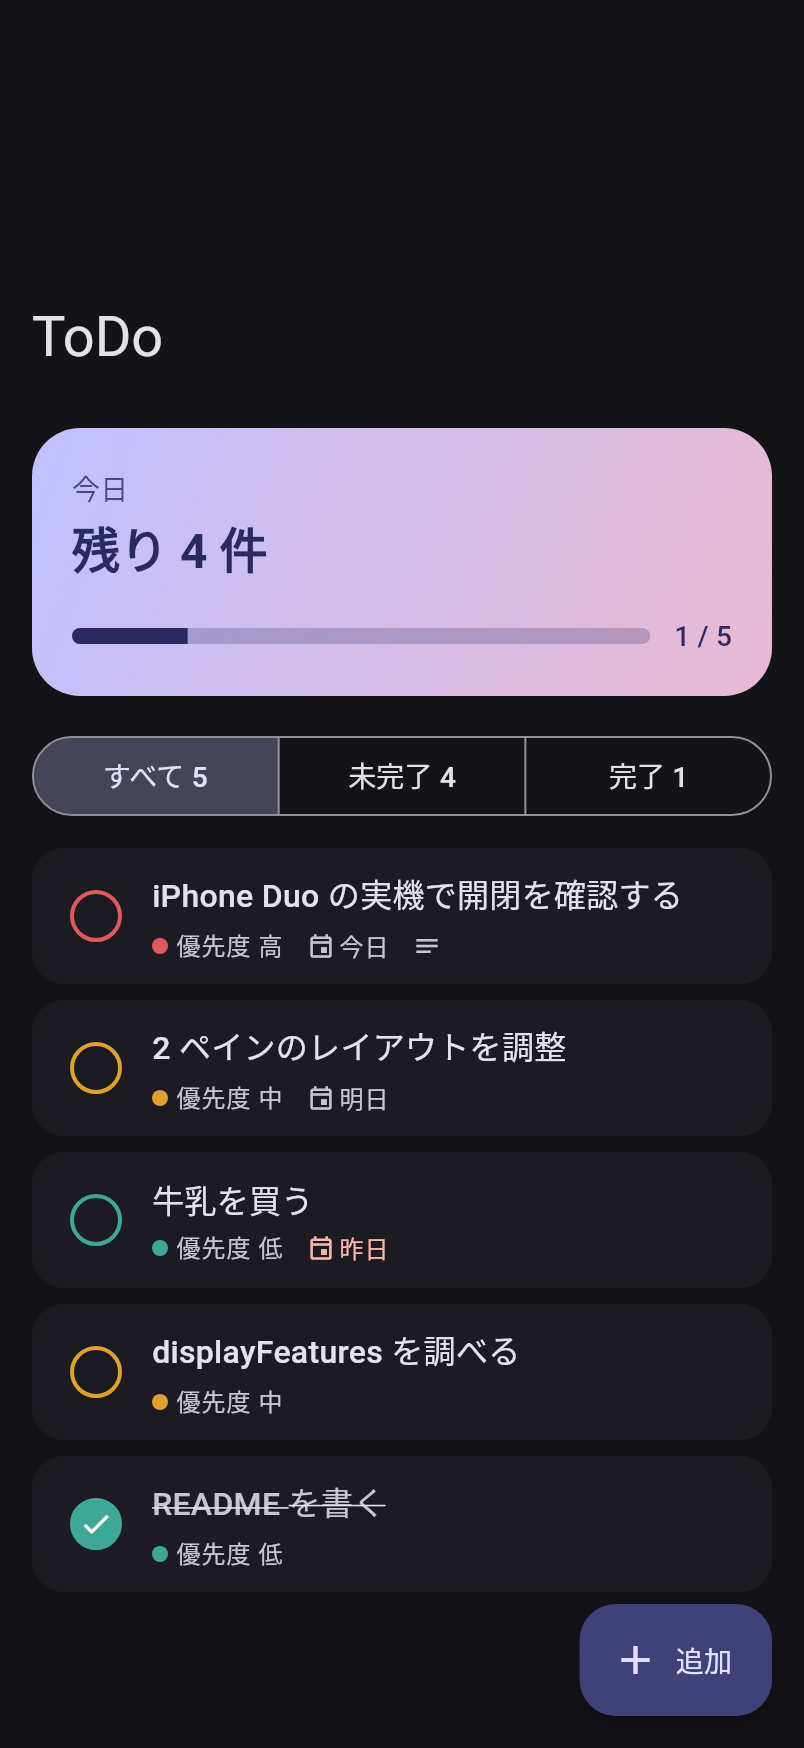 ToDo
今日
残り 4 件
1 / 5
すべて 5
未完了 4
完了 1
iPhone Duo の実機で開閉を確認する
優先度 高 今日
2 ペインのレイアウトを調整
優先度 中 明日
牛乳を買う
優先度 低 昨日
displayFeatures を調べる
優先度 中
README を書く
優先度 低
追加